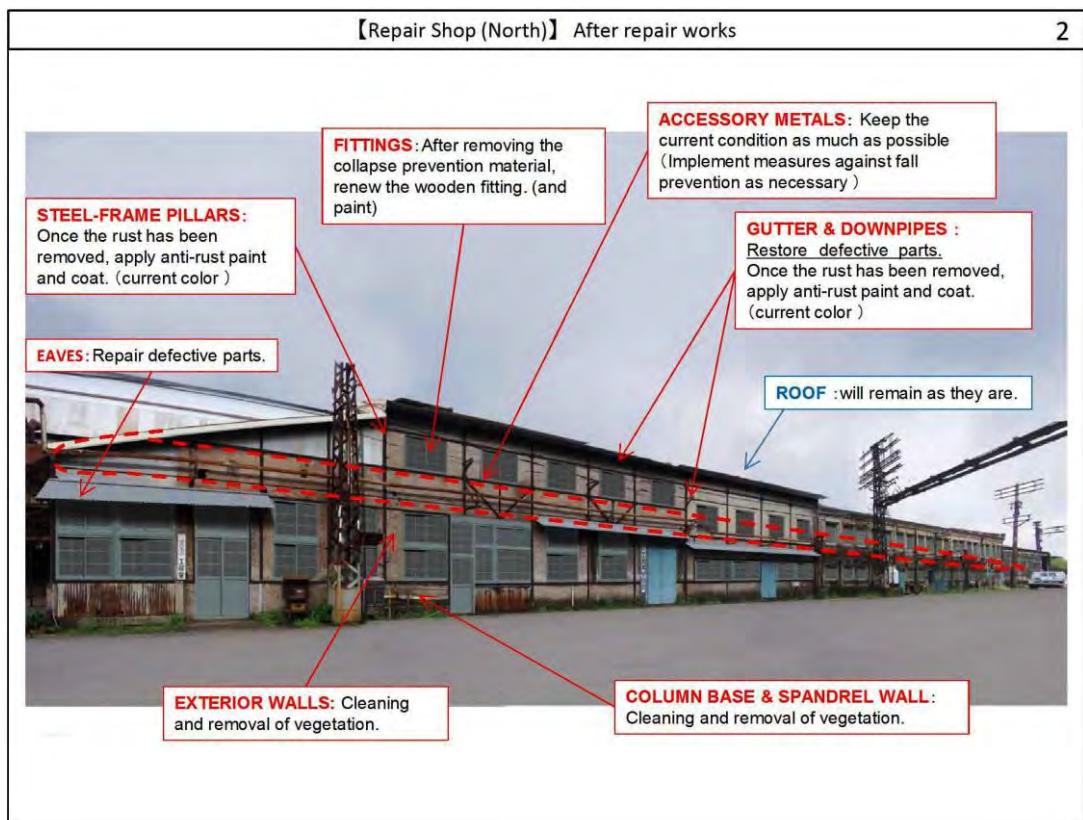 【Repair Shop (North)】 After repair works
2
ACCESSORY METALS: Keep the
current condition as much as possible
（Implement measures against fall
prevention as necessary ）
FITTINGS:After removing the
collapse prevention material,
renew the wooden fitting. (and
paint)
STEEL-FRAME PILLARS:
Once the rust has been
removed, apply anti-rust paint
and coat. （current color ）
GUTTER & DOWNPIPES :
Restore defective parts.
Once the rust has been removed,
apply anti-rust paint and coat.
（current color ）
EAVES: Repair defective parts.
ROOF :will remain as they are.
EXTERIOR WALLS: Cleaning
and removal of vegetation.
COLUMN BASE & SPANDREL WALL:
Cleaning and removal of vegetation.